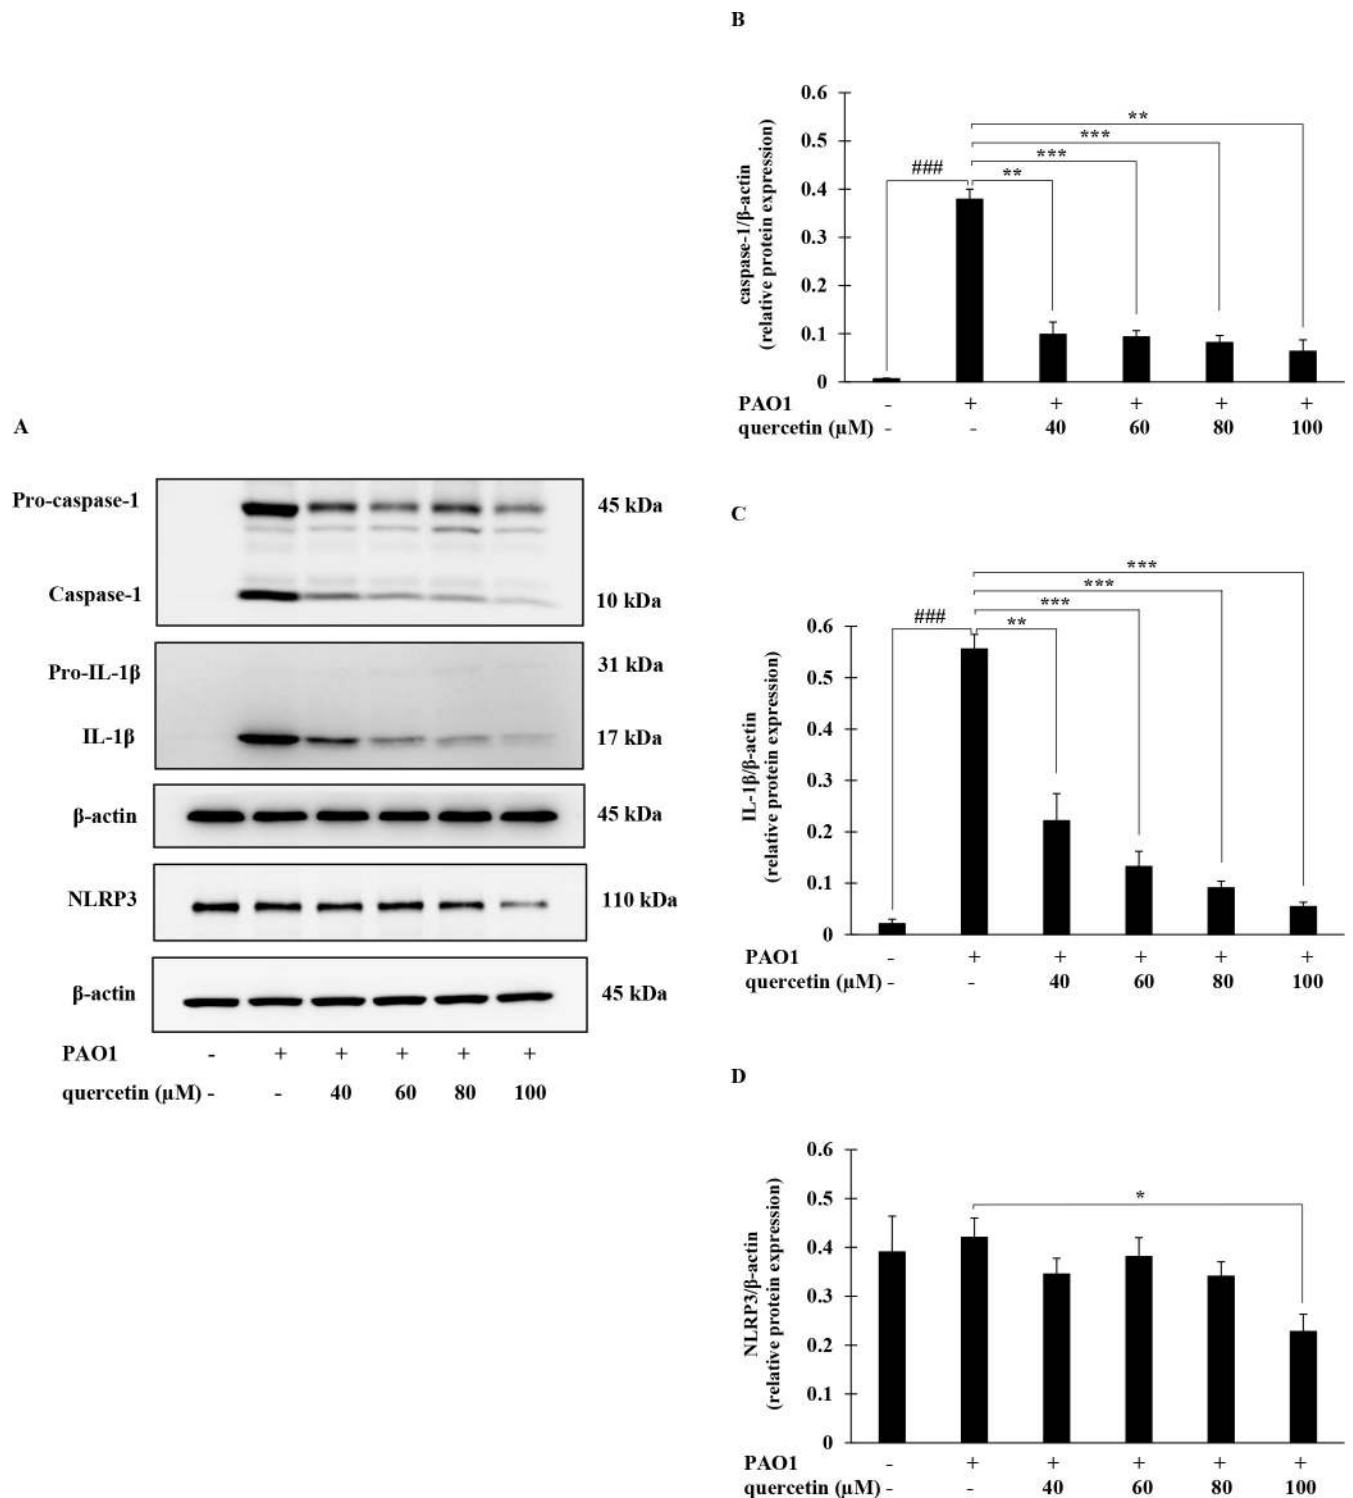 A
Pro-caspase-1
45 kDa
Caspase-1
10 kDa
Pro-IL-1β
31 kDa
IL-1β
17 kDa
β-actin
45 kDa
NLRP3
110 kDa
β-actin
45 kDa
PAO1 - + + + + +
quercetin (μM) - - 40 60 80 100
B
caspase-1/β-actin
(relative protein expression)
0.6
0.5
0.4
0.3
0.2
0.1
0
###
**
***
***
**
PAO1 - + + + + +
quercetin (μM) - - 40 60 80 100
C
IL-1β/β-actin
(relative protein expression)
0.6
0.5
0.4
0.3
0.2
0.1
0
###
**
***
***
***
PAO1 - + + + + +
quercetin (μM) - - 40 60 80 100
D
NLRP3/β-actin
(relative protein expression)
0.6
0.5
0.4
0.3
0.2
0.1
0
*
PAO1 - + + + + +
quercetin (μM) - - 40 60 80 100